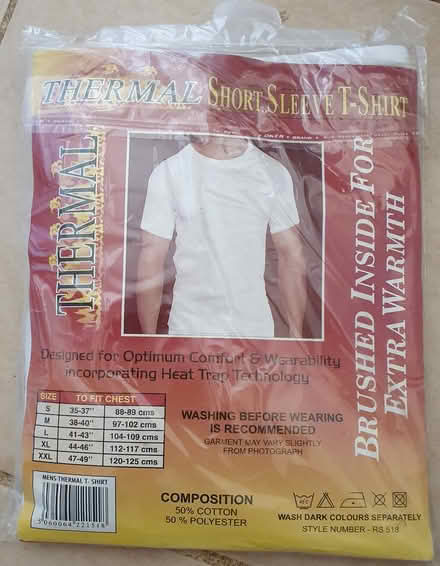 THERMAL SHORT SLEEVE T-SHIRT
THERMAL
BRUSHED INSIDE FOR
EXTRA WARMTH
Designed for Optimum Comfort & Wearability
incorporating Heat Trap Technology
SIZE TO FIT CHEST
S 35-37" 88-89 cms
M 38-40" 97-102 cms
L 41-43" 104-109 cms
XL 44-46" 112-117 cms
XXL 47-49" 120-125 cms
WASHING BEFORE WEARING
IS RECOMMENDED
GARMENT MAY VARY SLIGHTLY
FROM PHOTOGRAPH
MENS THERMAL T. SHIRT
5060064221518
COMPOSITION
50% COTTON
50 % POLYESTER
WASH DARK COLOURS SEPARATELY
STYLE NUMBER - RS 518